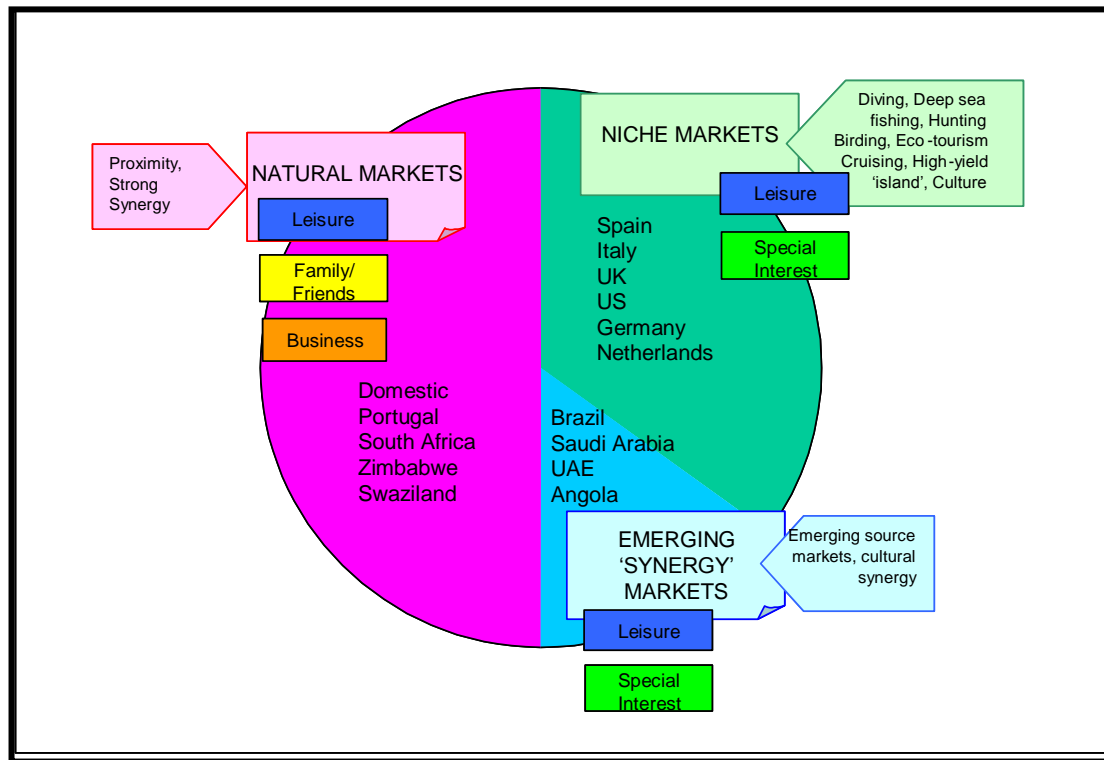 Proximity,
Strong
Synergy
NATURAL MARKETS
Leisure
Family/
Friends
Business
Domestic
Portugal
South Africa
Zimbabwe
Swaziland
NICHE MARKETS
Diving, Deep sea
fishing, Hunting
Birding, Eco-tourism
Cruising, High-yield
‘island’, Culture
Leisure
Special
Interest
Spain
Italy
UK
US
Germany
Netherlands
Brazil
Saudi Arabia
UAE
Angola
EMERGING
‘SYNERGY’
MARKETS
Emerging source
markets, cultural
synergy
Leisure
Special
Interest